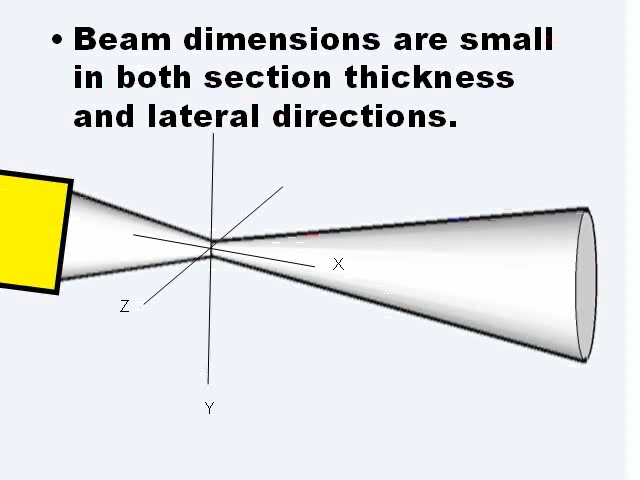 • Beam dimensions are small
in both section thickness
and lateral directions.
X
Z
Y